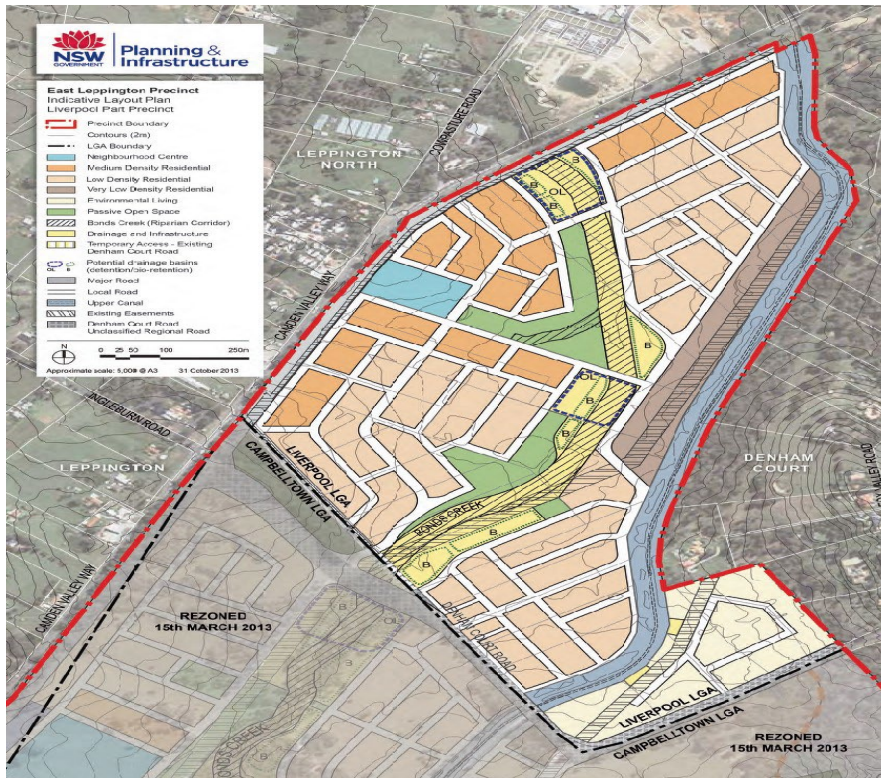 NSW
GOVERNMENT
Planning &
Infrastructure
East Leppington Precinct
Indicative Layout Plan
Liverpool Part Precinct
Precinct Boundary
Contours (2m)
LGA Boundary
Neighbourhood Centre
Medium Density Residential
Low Density Residential
Very Low Density Residential
Environmental Living
Passive Open Space
Bonds Creek (Riparian Corridor)
Drainage and Infrastructure
Temporary Access - Existing
Denham Court Road
OL B
Potential drainage basins
(detention/bio-retention)
Major Road
Local Road
Upper Canal
Existing Easements
Denham Court Road
Unclassified Regional Road
N
0 25 50 100 250m
Approximate scale: 5,000 @ A3 31 October 2013
LEPPINGTON
NORTH
COWPASTURE ROAD
CAMDEN VALLEY WAY
B
B
OL
B
B
OL
B
B
INGLEBURN ROAD
LEPPINGTON
LIVERPOOL LGA
CAMPBELLTOWN LGA
DENHAM
COURT
VALLEY ROAD
BONDS CREEK
B
B
CAMDEN VALLEY WAY
REZONED
15th MARCH 2013
B
DENHAM COURT ROAD
BONDS CREEK
LIVERPOOL LGA
CAMPBELLTOWN LGA
REZONED
15th MARCH 2013